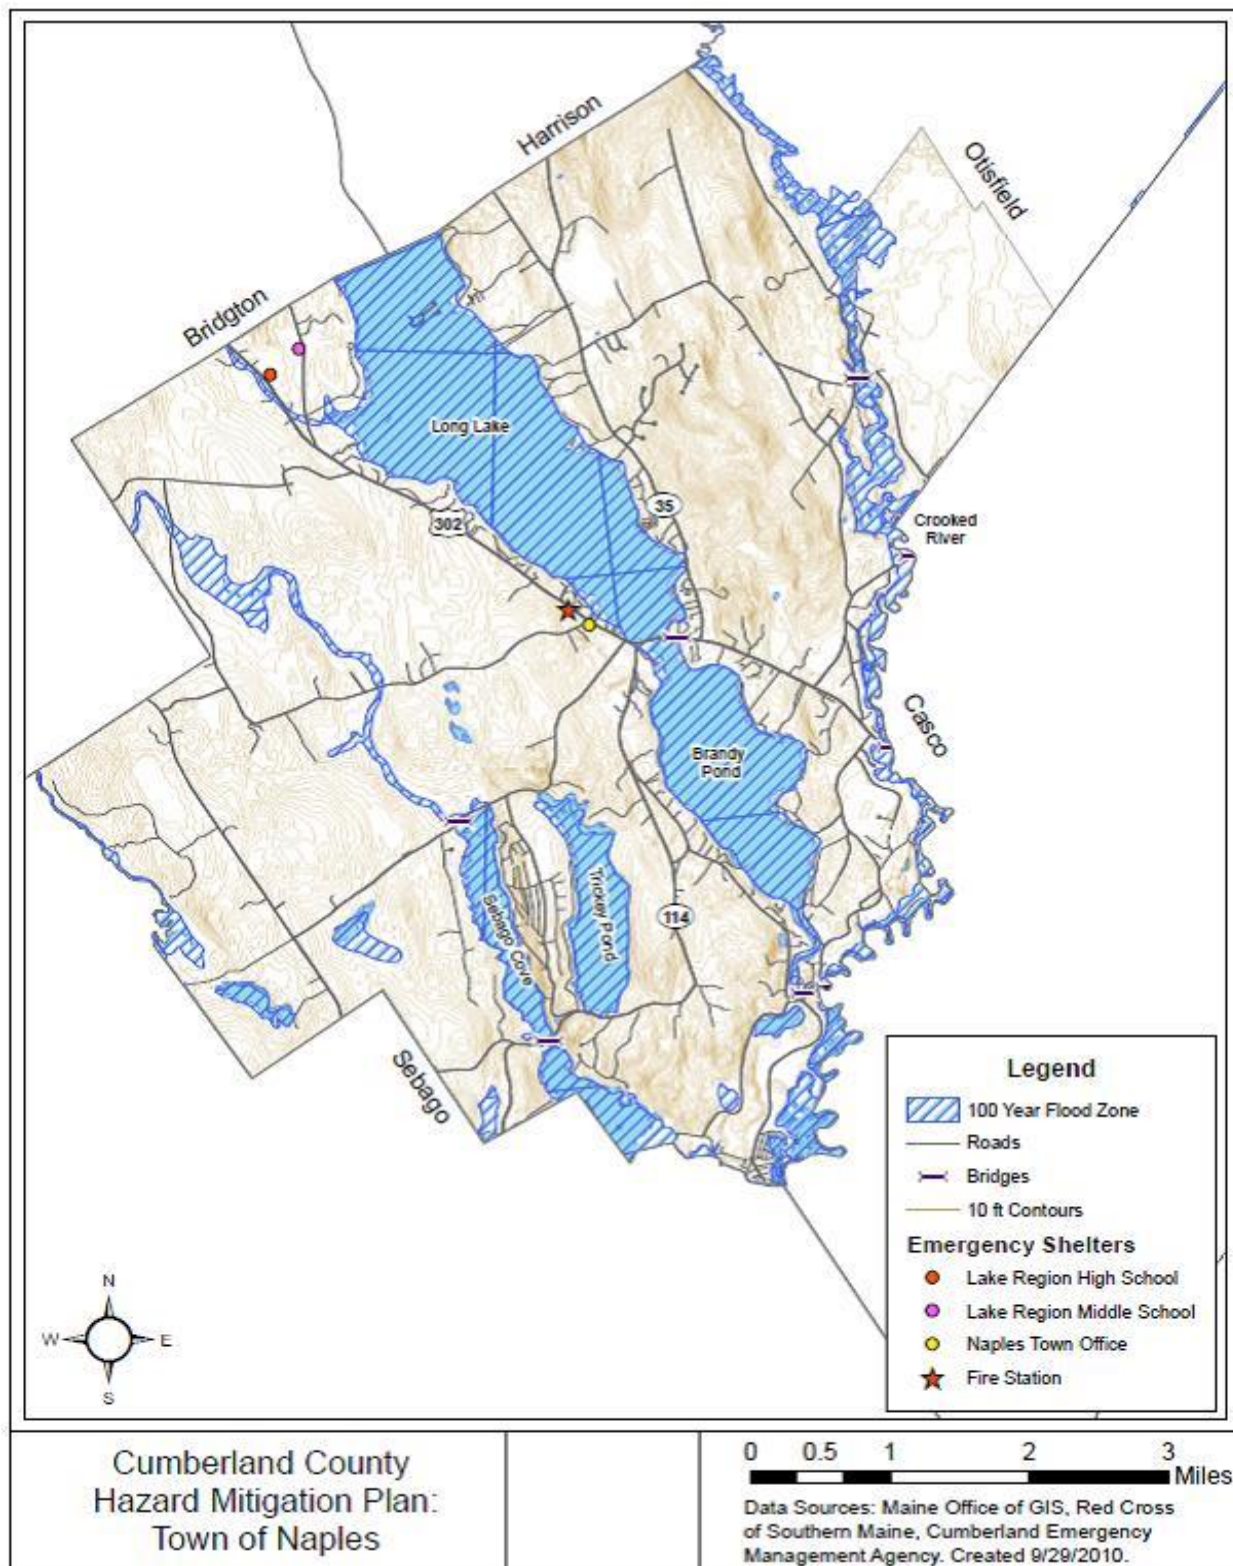 Harrison
Otisfield
Bridgton
Long Lake
35
302
Crooked
River
Casco
Brandy
Pond
Trickey Pond
Sebago Cove
114
Sebago
Legend
100 Year Flood Zone
Roads
Bridges
10 ft Contours
Emergency Shelters
Lake Region High School
Lake Region Middle School
Naples Town Office
Fire Station
N
W
E
S
Cumberland County
Hazard Mitigation Plan:
Town of Naples
0 0.5 1 2 3
Miles
Data Sources: Maine Office of GIS, Red Cross
of Southern Maine, Cumberland Emergency
Management Agency. Created 9/29/2010.